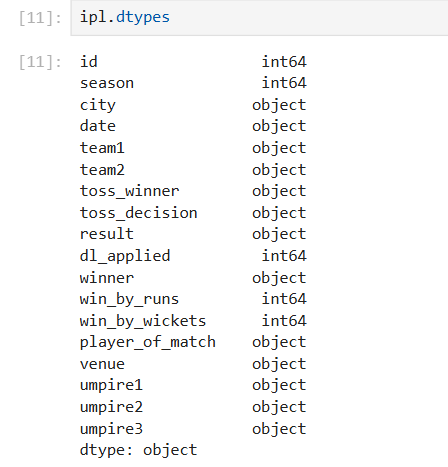 [11]: ipl.dtypes
[11]: id int64
season int64
city object
date object
team1 object
team2 object
toss_winner object
toss_decision object
result object
dl_applied int64
winner object
win_by_runs int64
win_by_wickets int64
player_of_match object
venue object
umpire1 object
umpire2 object
umpire3 object
dtype: object